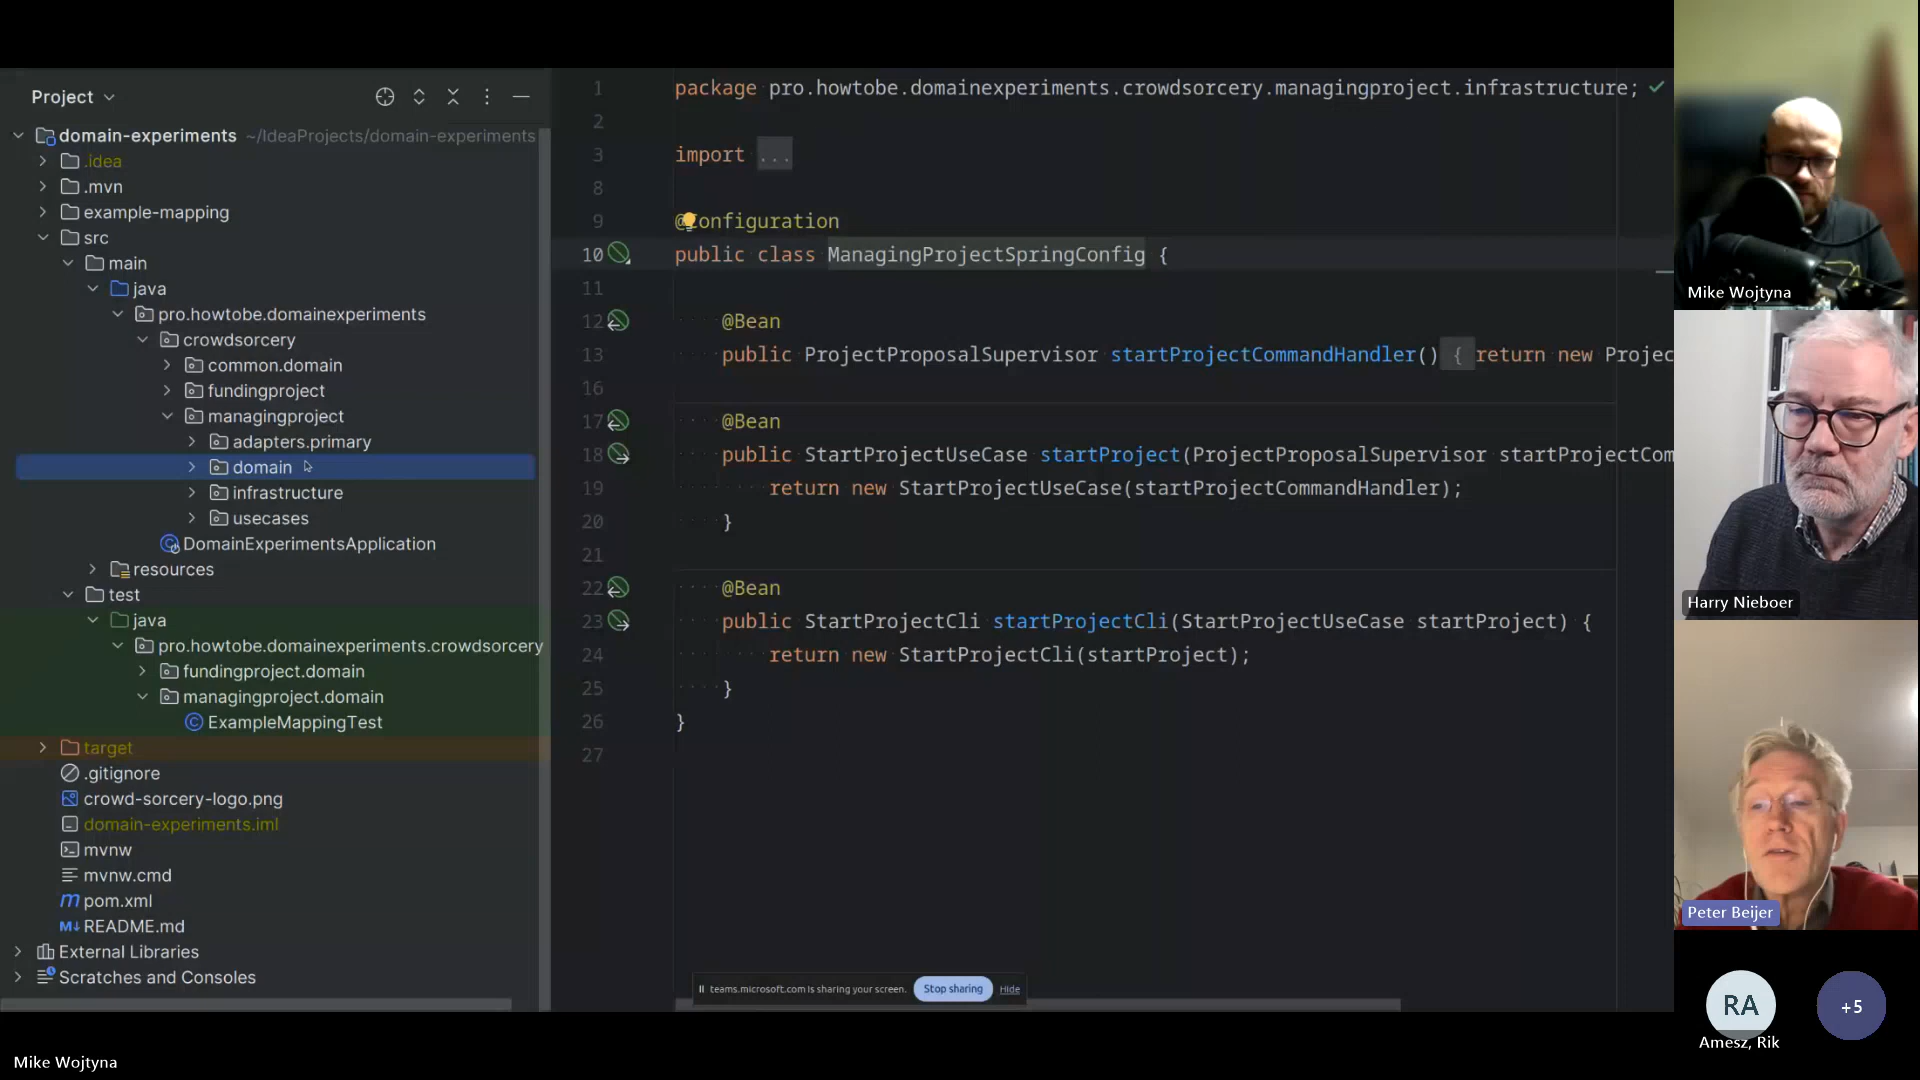 Project
domain-experiments ~/IdeaProjects/domain-experiments
.idea
.mvn
example-mapping
src
main
java
pro.howtobe.domainexperiments
crowdsorcery
common.domain
fundingproject
managingproject
adapters.primary
domain
infrastructure
usecases
DomainExperimentsApplication
resources
test
java
pro.howtobe.domainexperiments.crowdsorcery
fundingproject.domain
managingproject.domain
ExampleMappingTest
target
.gitignore
crowd-sorcery-logo.png
domain-experiments.iml
mvnw
mvnw.cmd
pom.xml
README.md
External Libraries
Scratches and Consoles
1 package pro.howtobe.domainexperiments.crowdsorcery.managingproject.infrastructure;
2
3 import ...
8
9 @Configuration
10 public class ManagingProjectSpringConfig {
11
12 @Bean
13 public ProjectProposalSupervisor startProjectCommandHandler() { return new Projec
16
17 @Bean
18 public StartProjectUseCase startProject(ProjectProposalSupervisor startProjectCom
19 return new StartProjectUseCase(startProjectCommandHandler);
20 }
21
22 @Bean
23 public StartProjectCli startProjectCli(StartProjectUseCase startProject) {
24 return new StartProjectCli(startProject);
25 }
26 }
27
teams.microsoft.com is sharing your screen. Stop sharing Hide
Mike Wojtyna
Harry Nieboer
Peter Beijer
RA +5
Amesz, Rik
Mike Wojtyna